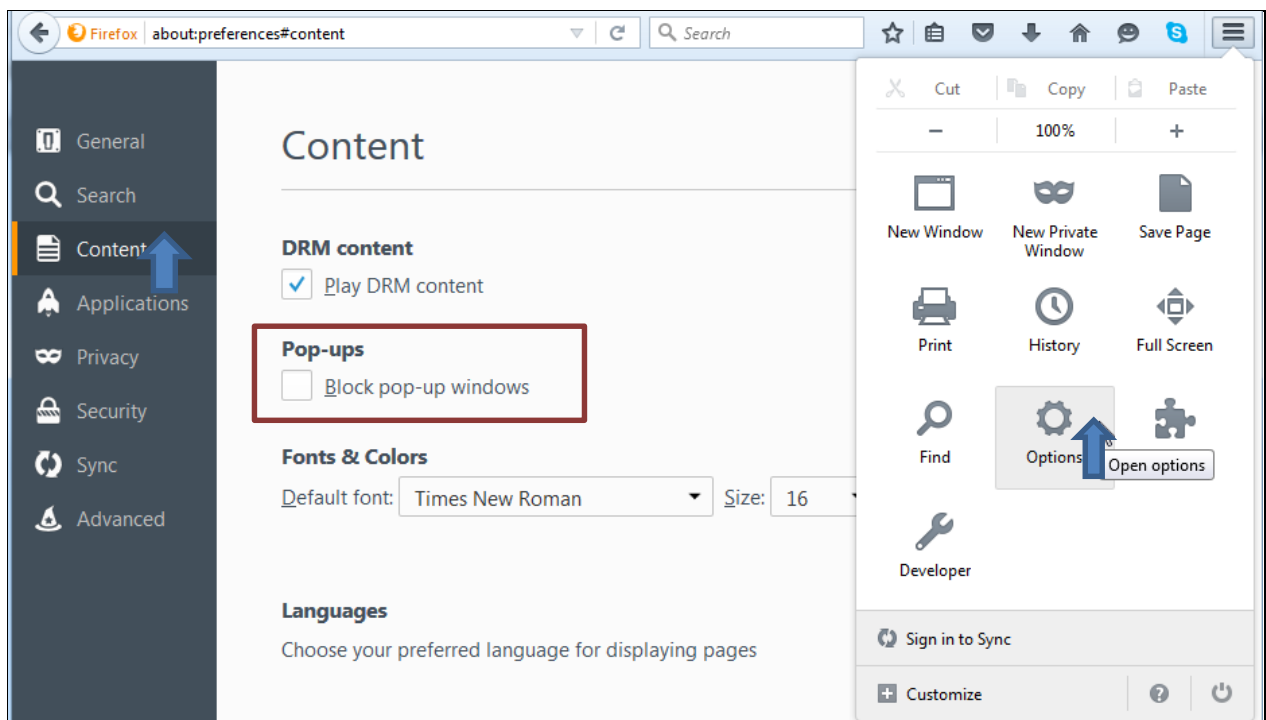 Firefox about:preferences#content Search
General
Search
Content
Applications
Privacy
Security
Sync
Advanced
Content
DRM content
Play DRM content
Pop-ups
Block pop-up windows
Fonts & Colors
Default font: Times New Roman Size: 16
Languages
Choose your preferred language for displaying pages
Cut Copy Paste
− 100% +
New Window New Private Save Page
Window
Print History Full Screen
Find Options
Open options
Developer
Sign in to Sync
Customize